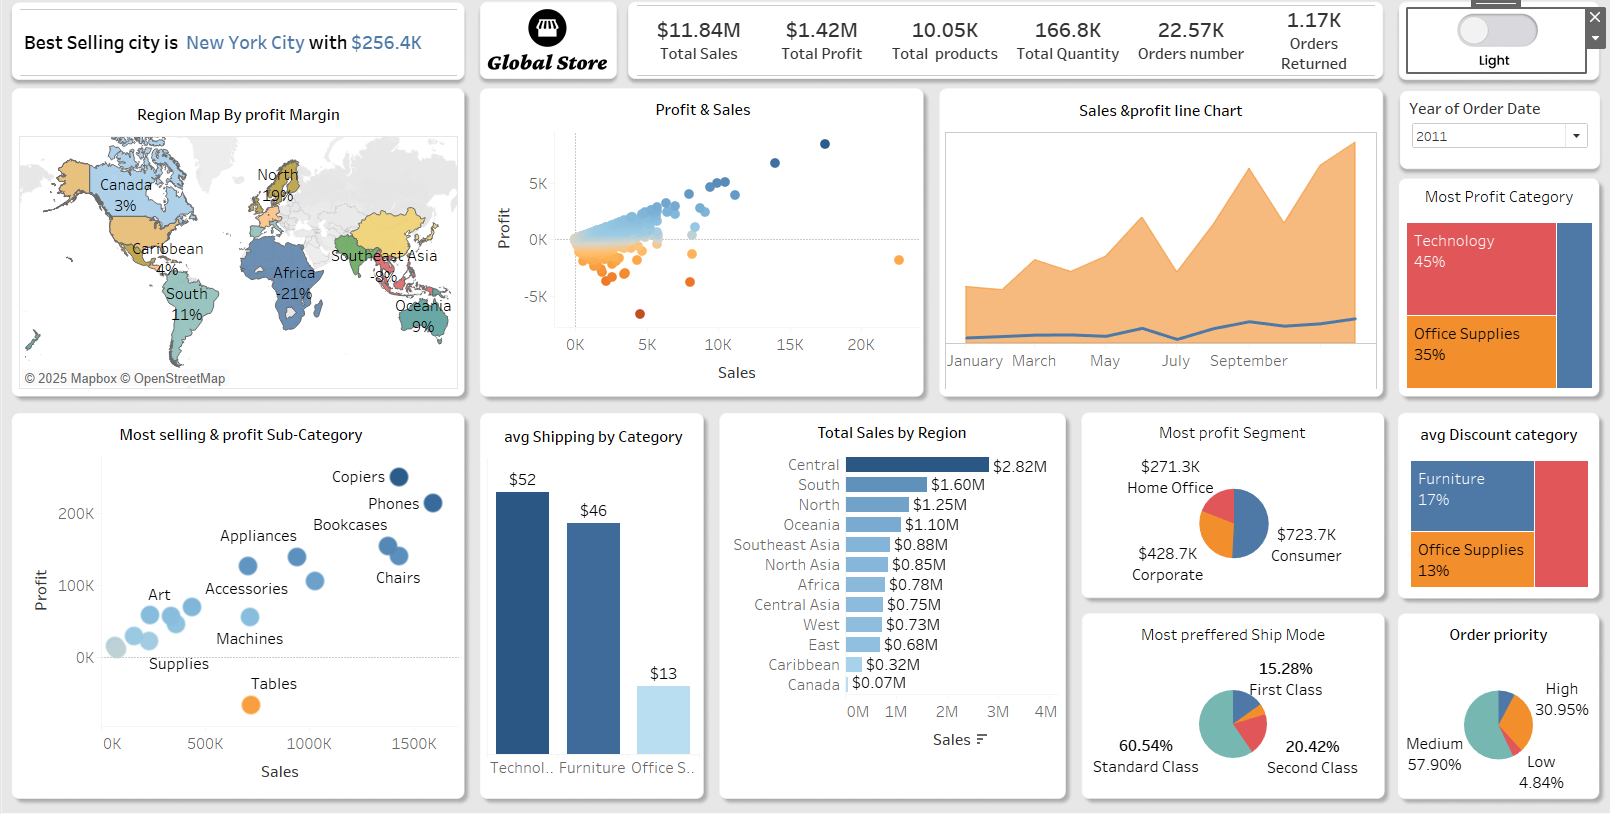 Best Selling city is New York City with $256.4K
Global Store
$11.84M
Total Sales
$1.42M
Total Profit
10.05K
Total products
166.8K
Total Quantity
22.57K
Orders number
1.17K
Orders
Returned
Light
Region Map By profit Margin
Canada
3%
North
19%
Caribbean
4%
Southeast Asia
-8%
Africa
-21%
South
11%
Oceania
9%
© 2025 Mapbox © OpenStreetMap
Profit & Sales
Profit
5K
0K
-5K
0K 5K 10K 15K 20K
Sales
Sales &profit line Chart
January March May July September
Year of Order Date
2011
Most Profit Category
Technology
45%
Office Supplies
35%
Most selling & profit Sub-Category
Profit
200K
100K
0K
Copiers
Phones
Bookcases
Appliances
Chairs
Accessories
Art
Machines
Supplies
Tables
0K 500K 1000K 1500K
Sales
avg Shipping by Category
$52
$46
$13
Technol.. Furniture Office S..
Total Sales by Region
Central $2.82M
South $1.60M
North $1.25M
Oceania $1.10M
Southeast Asia $0.88M
North Asia $0.85M
Africa $0.78M
Central Asia $0.75M
West $0.73M
East $0.68M
Caribbean $0.32M
Canada $0.07M
0M 1M 2M 3M 4M
Sales
Most profit Segment
$271.3K
Home Office
$723.7K
Consumer
$428.7K
Corporate
avg Discount category
Furniture
17%
Office Supplies
13%
Most preffered Ship Mode
15.28%
First Class
60.54%
Standard Class
20.42%
Second Class
Order priority
High
30.95%
Medium
57.90%
Low
4.84%